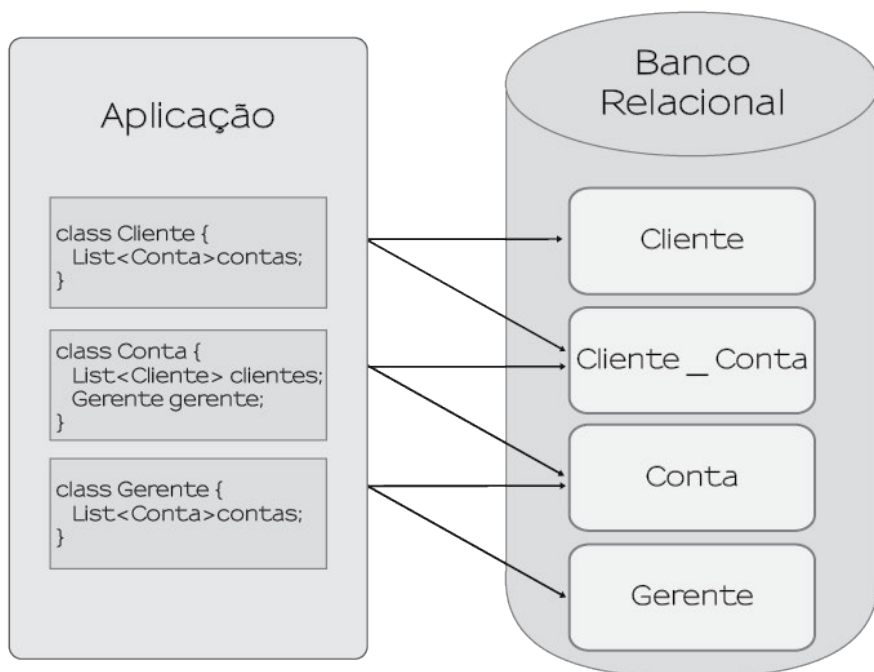 Aplicação
class Cliente {
List<Conta>contas;
}
class Conta {
List<Cliente> clientes;
Gerente gerente;
}
class Gerente {
List<Conta>contas;
}
Banco
Relacional
Cliente
Cliente _ Conta
Conta
Gerente